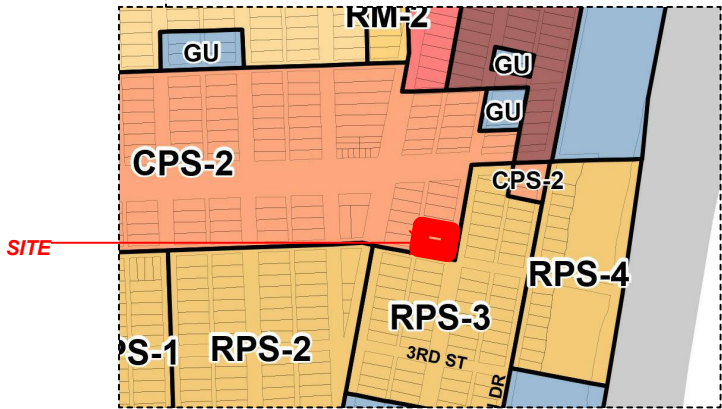 RM-2
GU
GU
GU
CPS-2
CPS-2
SITE
RPS-4
RPS-3
PS-1
RPS-2
3RD ST
DR